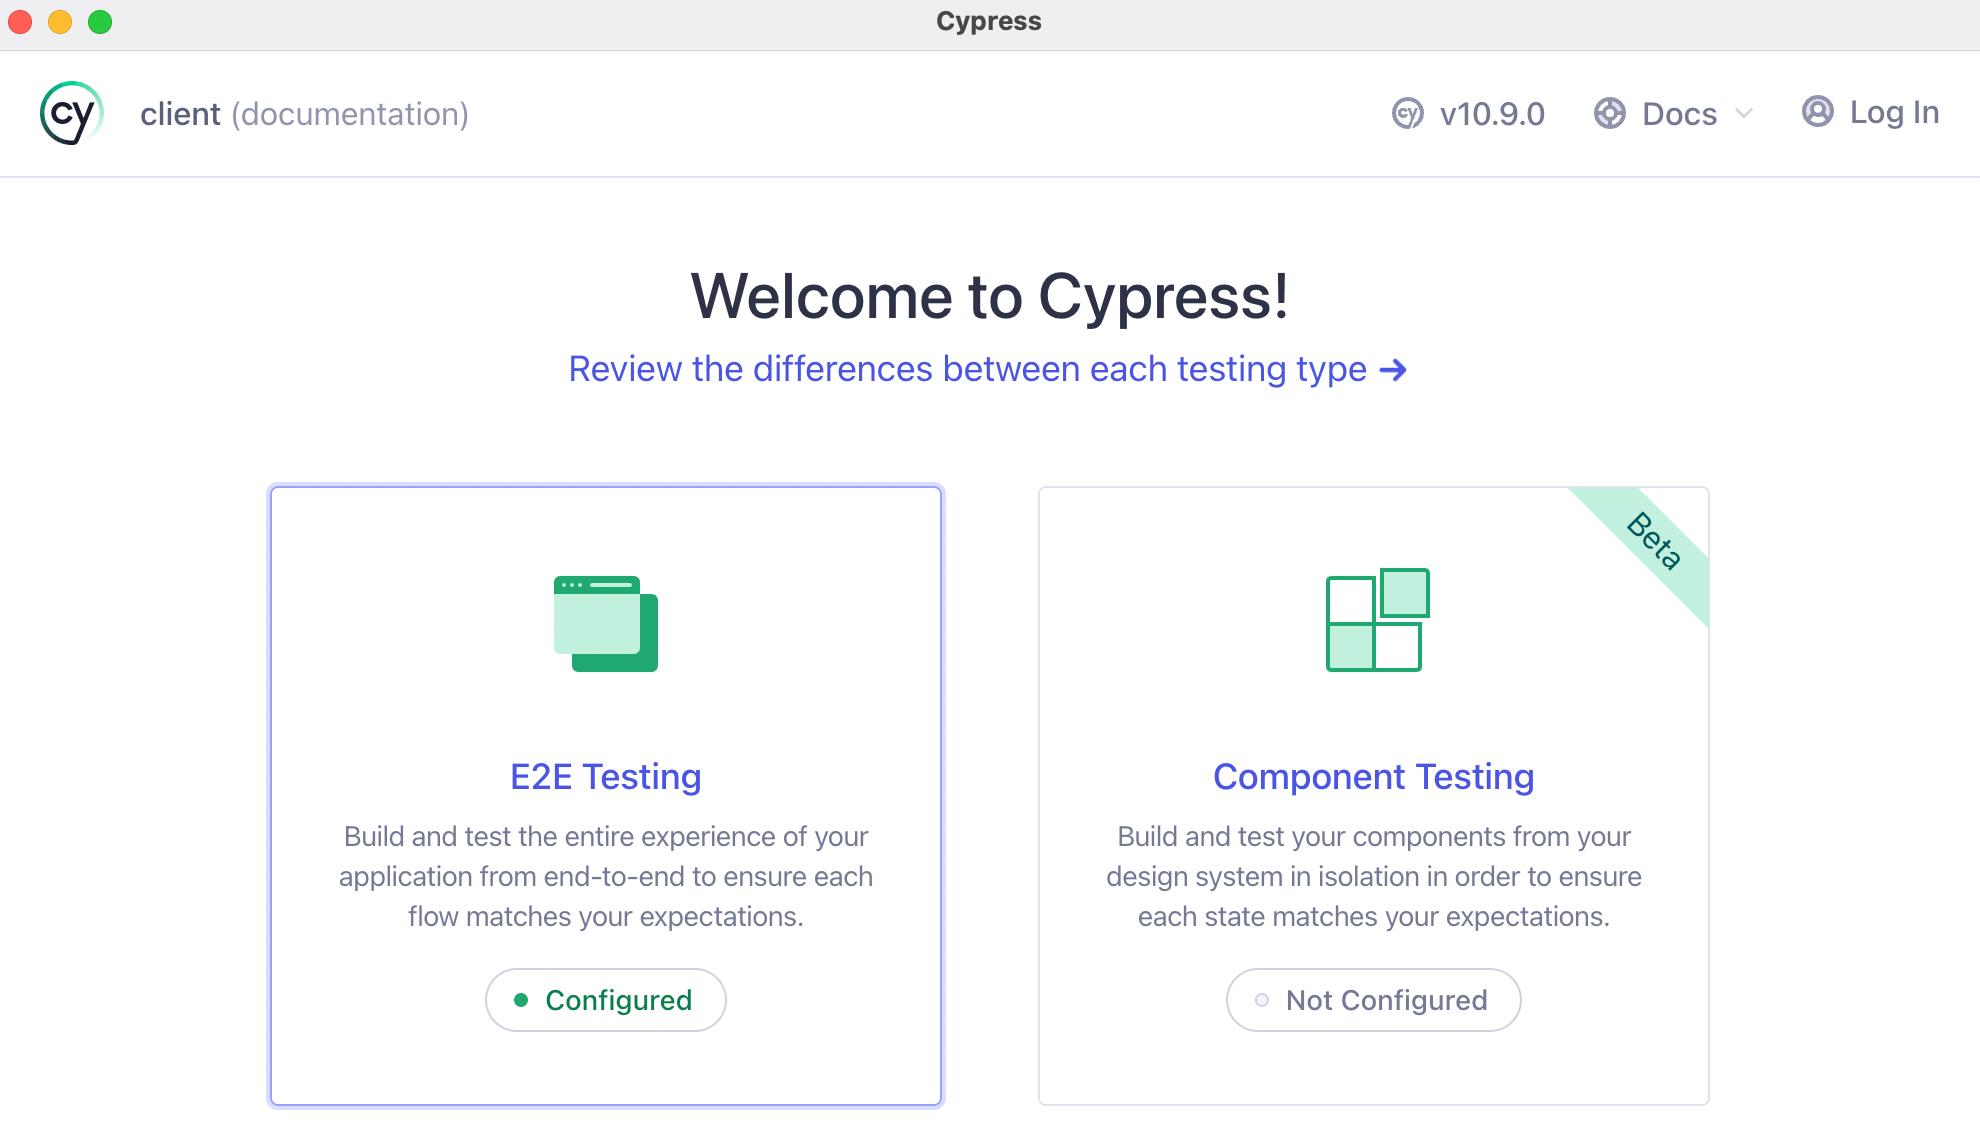 Cypress
cy client (documentation)
cy v10.9.0 Docs Log In
Welcome to Cypress!
Review the differences between each testing type →
Beta
E2E Testing
Build and test the entire experience of your
application from end-to-end to ensure each
flow matches your expectations.
Configured
Component Testing
Build and test your components from your
design system in isolation in order to ensure
each state matches your expectations.
Not Configured